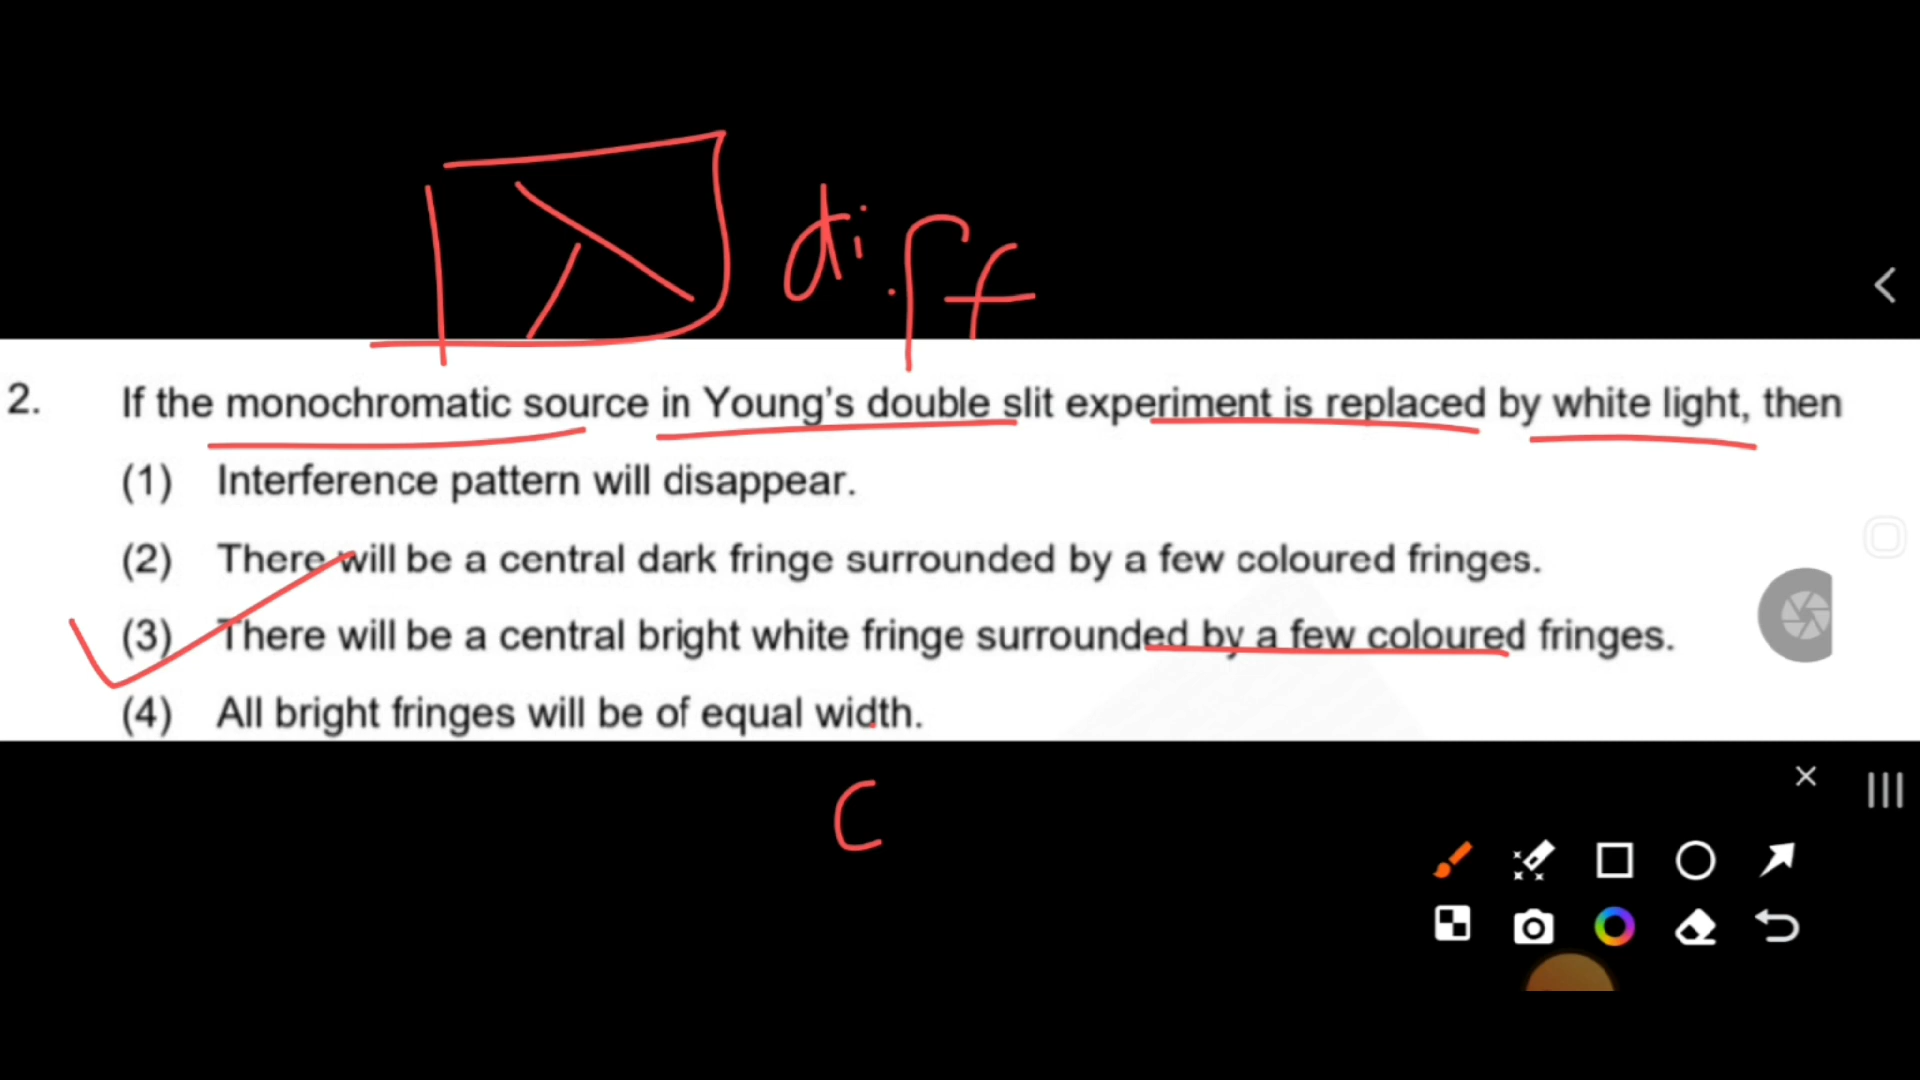 λ diff
2. If the monochromatic source in Young's double slit experiment is replaced by white light, then
(1) Interference pattern will disappear.
(2) There will be a central dark fringe surrounded by a few coloured fringes.
(3) There will be a central bright white fringe surrounded by a few coloured fringes.
(4) All bright fringes will be of equal width.
C